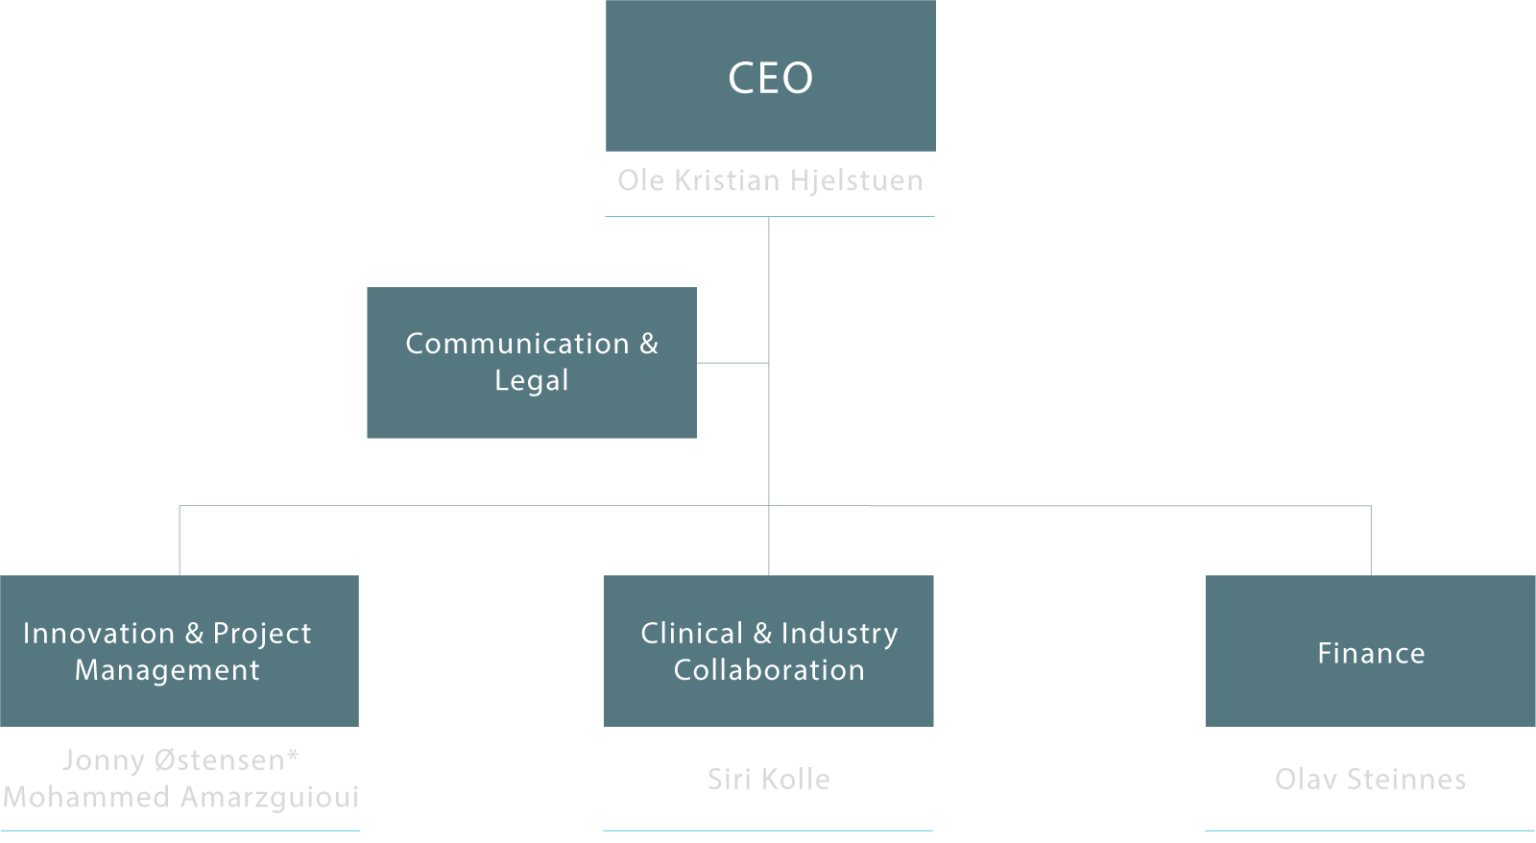 CEO
Ole Kristian Hjelstuen
Communication &
Legal
Innovation & Project
Management
Jonny Østensen*
Mohammed Amarzguioui
Clinical & Industry
Collaboration
Siri Kolle
Finance
Olav Steinnes